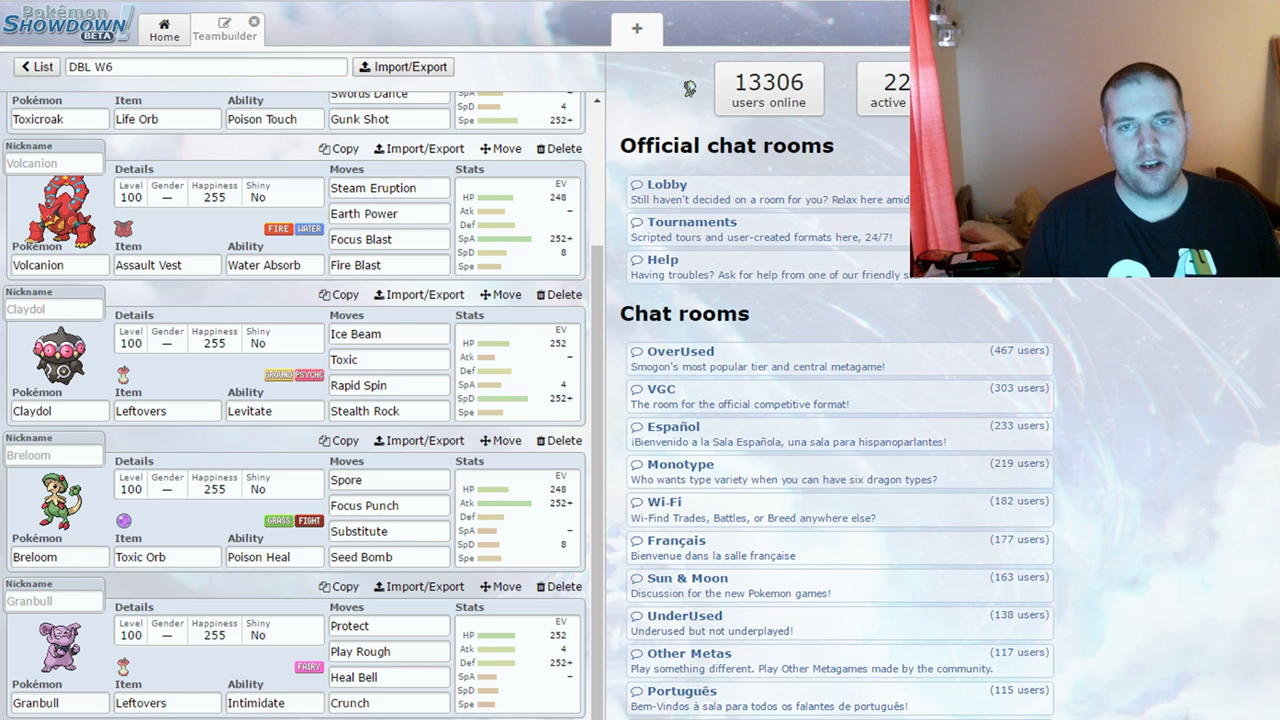 Pokémon
SHOWDOWN!
BETA
Home
Teambuilder
+
List
DBL W6
Import/Export
Pokémon Item Ability Swords Dance SpA
SpD 4
Toxicroak Life Orb Poison Touch Gunk Shot Spe 252+
Nickname
Volcanion
Copy Import/Export Move Delete
Details Moves Stats
Level Gender Happiness Shiny
100 — 255 No
Steam Eruption
Earth Power
Focus Blast
Fire Blast
EV
HP 248
Atk –
Def
SpA 252+
SpD 8
Spe
FIRE WATER
Pokémon Item Ability
Volcanion Assault Vest Water Absorb
Nickname
Claydol
Copy Import/Export Move Delete
Details Moves Stats
Level Gender Happiness Shiny
100 — 255 No
Ice Beam
Toxic
Rapid Spin
Stealth Rock
EV
HP 252
Atk –
Def
SpA 4
SpD 252+
Spe
GROUND PSYCHC
Pokémon Item Ability
Claydol Leftovers Levitate
Nickname
Breloom
Copy Import/Export Move Delete
Details Moves Stats
Level Gender Happiness Shiny
100 — 255 No
Spore
Focus Punch
Substitute
Seed Bomb
EV
HP 248
Atk 252+
Def
SpA –
SpD 8
Spe
GRASS FIGHT
Pokémon Item Ability
Breloom Toxic Orb Poison Heal
Nickname
Granbull
Copy Import/Export Move Delete
Details Moves Stats
Level Gender Happiness Shiny
100 — 255 No
Protect
Play Rough
Heal Bell
Crunch
EV
HP 252
Atk 4
Def 252+
SpA –
SpD
Spe
FAIRY
Pokémon Item Ability
Granbull Leftovers Intimidate
13306
users online
22
active
Official chat rooms
Lobby
Still haven't decided on a room for you? Relax here amid
Tournaments
Scripted tours and user-created formats here, 24/7!
Help
Having troubles? Ask for help from one of our friendly
Chat rooms
OverUsed (467 users)
Smogon's most popular tier and central metagame!
VGC (303 users)
The room for the official competitive format!
Español (233 users)
¡Bienvenido a la Sala Española, una sala para hispanoparlantes!
Monotype (219 users)
Who wants type variety when you can have six dragon types?
Wi-Fi (182 users)
Wi-Find Trades, Battles, or Breed anywhere else?
Français (177 users)
Bienvenue dans la salle française
Sun & Moon (163 users)
Discussion for the new Pokemon games!
UnderUsed (138 users)
Underused but not underplayed!
Other Metas (117 users)
Play something different. Play Other Metagames made by the community.
Português (115 users)
Bem-Vindos à sala para todos os falantes de português!